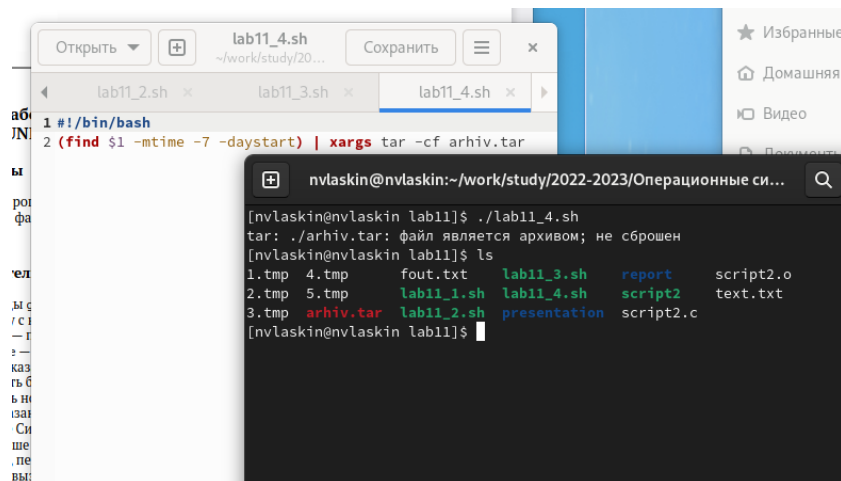 Открыть
lab11_4.sh
~/work/study/20...
Сохранить
lab11_2.sh
lab11_3.sh
lab11_4.sh
1 #!/bin/bash
2 (find $1 -mtime -7 -daystart) | xargs tar -cf arhiv.tar
nvlaskin@nvlaskin:~/work/study/2022-2023/Операционные си...
[nvlaskin@nvlaskin lab11]$ ./lab11_4.sh
tar: ./arhiv.tar: файл является архивом; не сброшен
[nvlaskin@nvlaskin lab11]$ ls
1.tmp 4.tmp fout.txt lab11_3.sh report script2.o
2.tmp 5.tmp lab11_1.sh lab11_4.sh script2 text.txt
3.tmp arhiv.tar lab11_2.sh presentation script2.c
[nvlaskin@nvlaskin lab11]$
Избранные
Домашняя
Видео